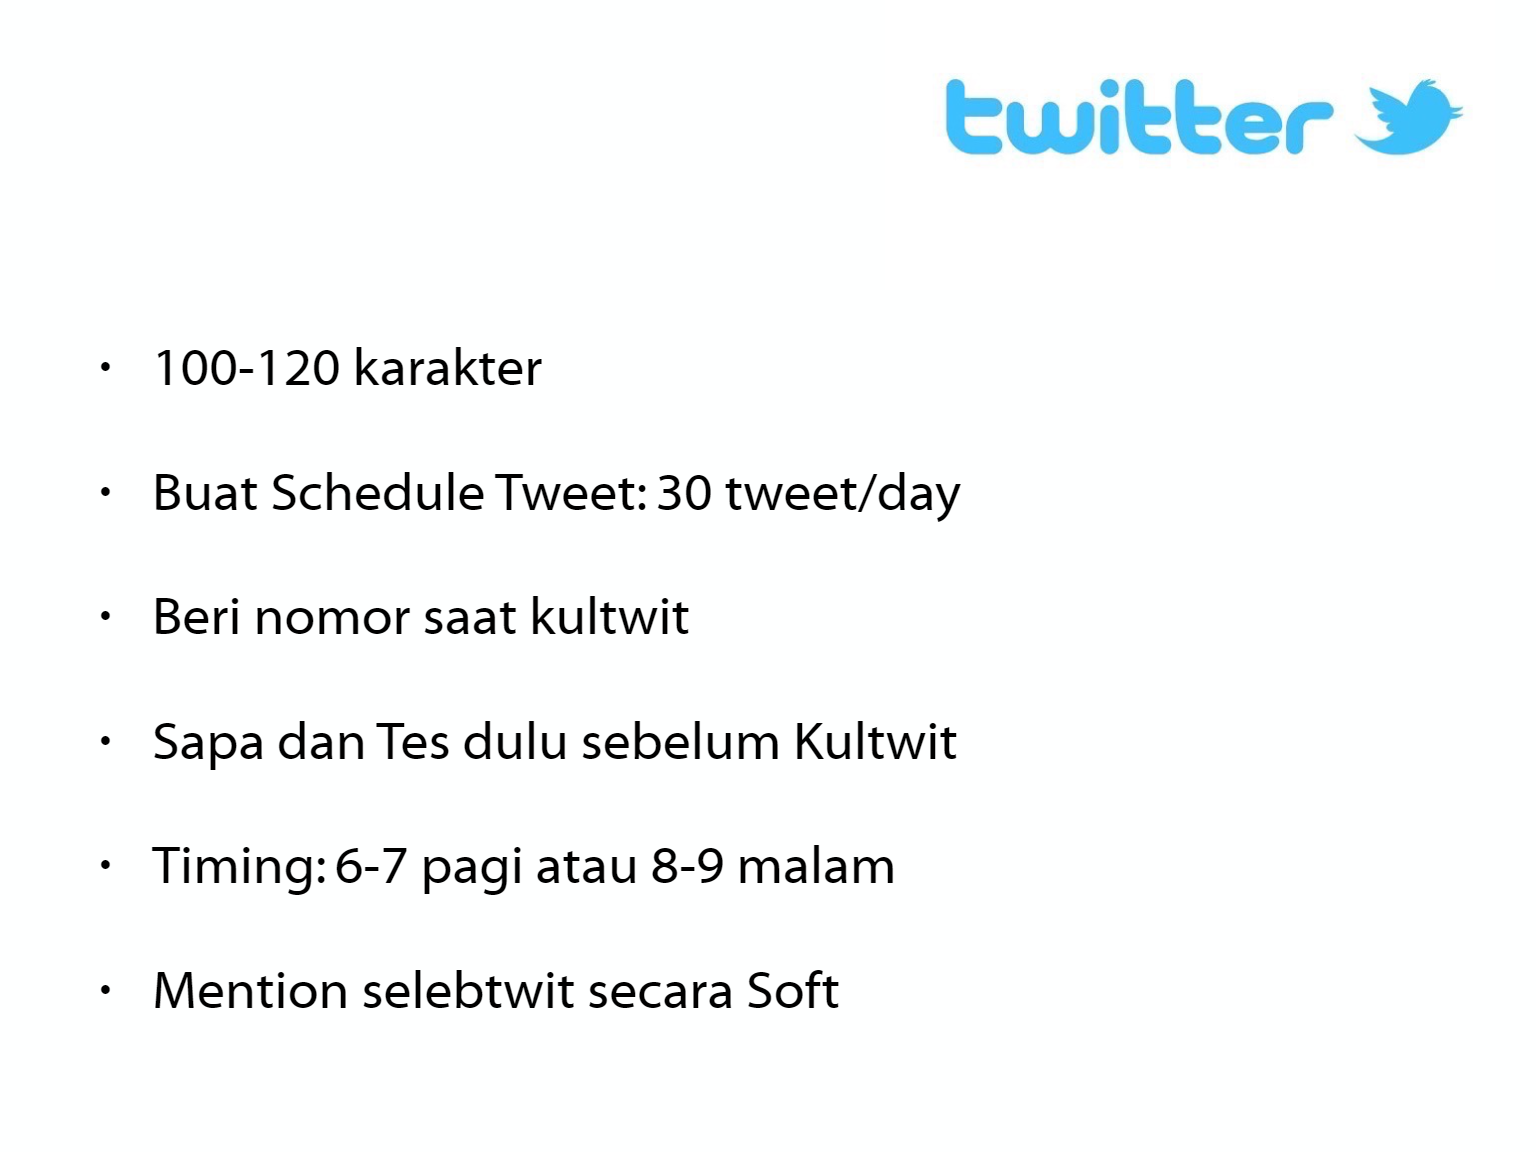 twitter
• 100-120 karakter
• Buat Schedule Tweet: 30 tweet/day
• Beri nomor saat kultwit
• Sapa dan Tes dulu sebelum Kultwit
• Timing: 6-7 pagi atau 8-9 malam
• Mention selebtwit secara Soft